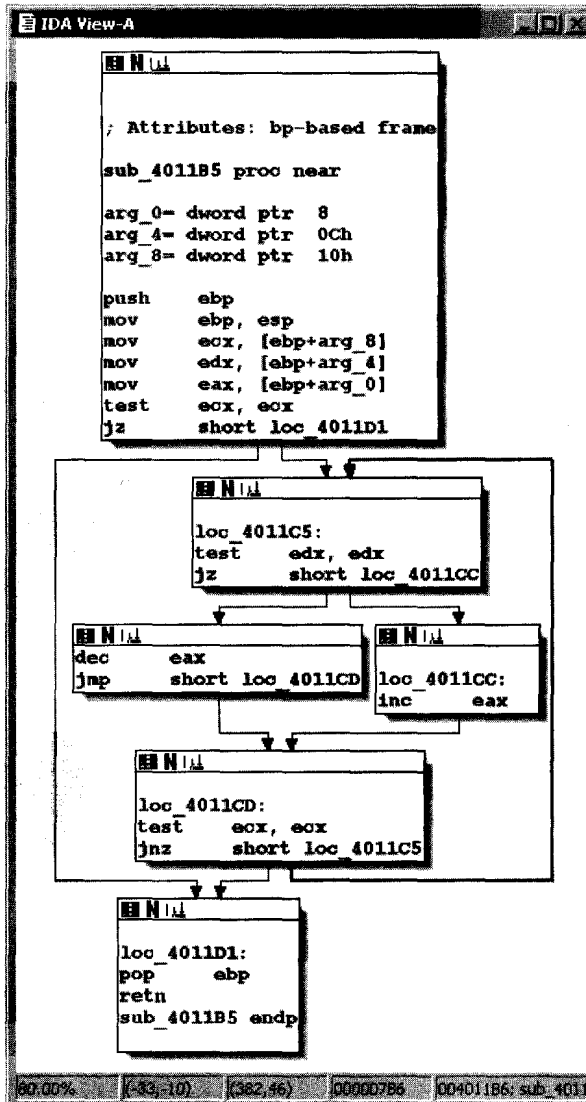 IDA View-A
; Attributes: bp-based frame
sub_4011B5 proc near
arg_0= dword ptr 8
arg_4= dword ptr 0Ch
arg_8= dword ptr 10h
push ebp
mov ebp, esp
mov ecx, [ebp+arg_8]
mov edx, [ebp+arg_4]
mov eax, [ebp+arg_0]
test ecx, ecx
jz short loc_4011D1
loc_4011C5:
test edx, edx
jz short loc_4011CC
dec eax
jmp short loc_4011CD
loc_4011CC:
inc eax
loc_4011CD:
test ecx, ecx
jnz short loc_4011C5
loc_4011D1:
pop ebp
retn
sub_4011B5 endp
80.00% (-33,-10) (382,46) 000007B6 004011B6: sub_4011